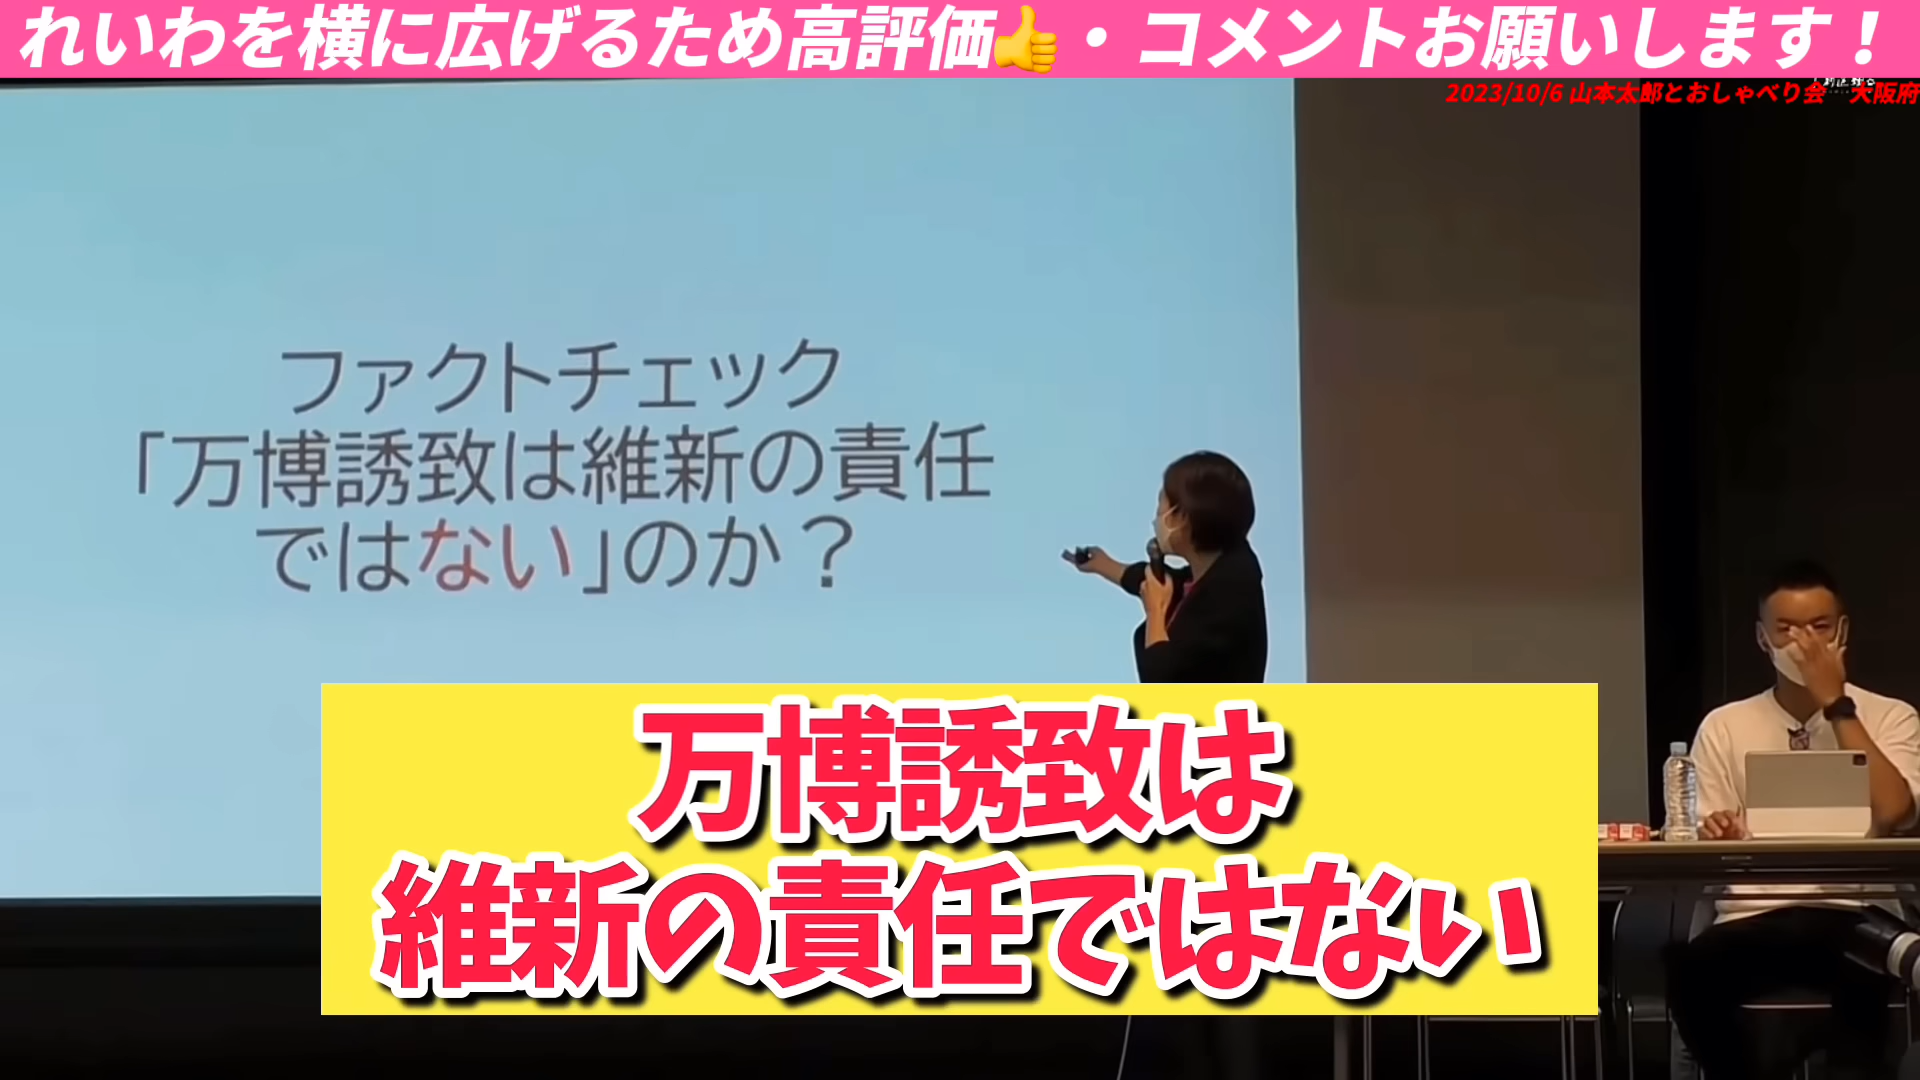 れいわを横に広げるため高評価👍・コメントお願いします！
2023/10/6 山本太郎とおしゃべり会　大阪府
ファクトチェック
「万博誘致は維新の責任
ではない」のか？
万博誘致は
維新の責任ではない